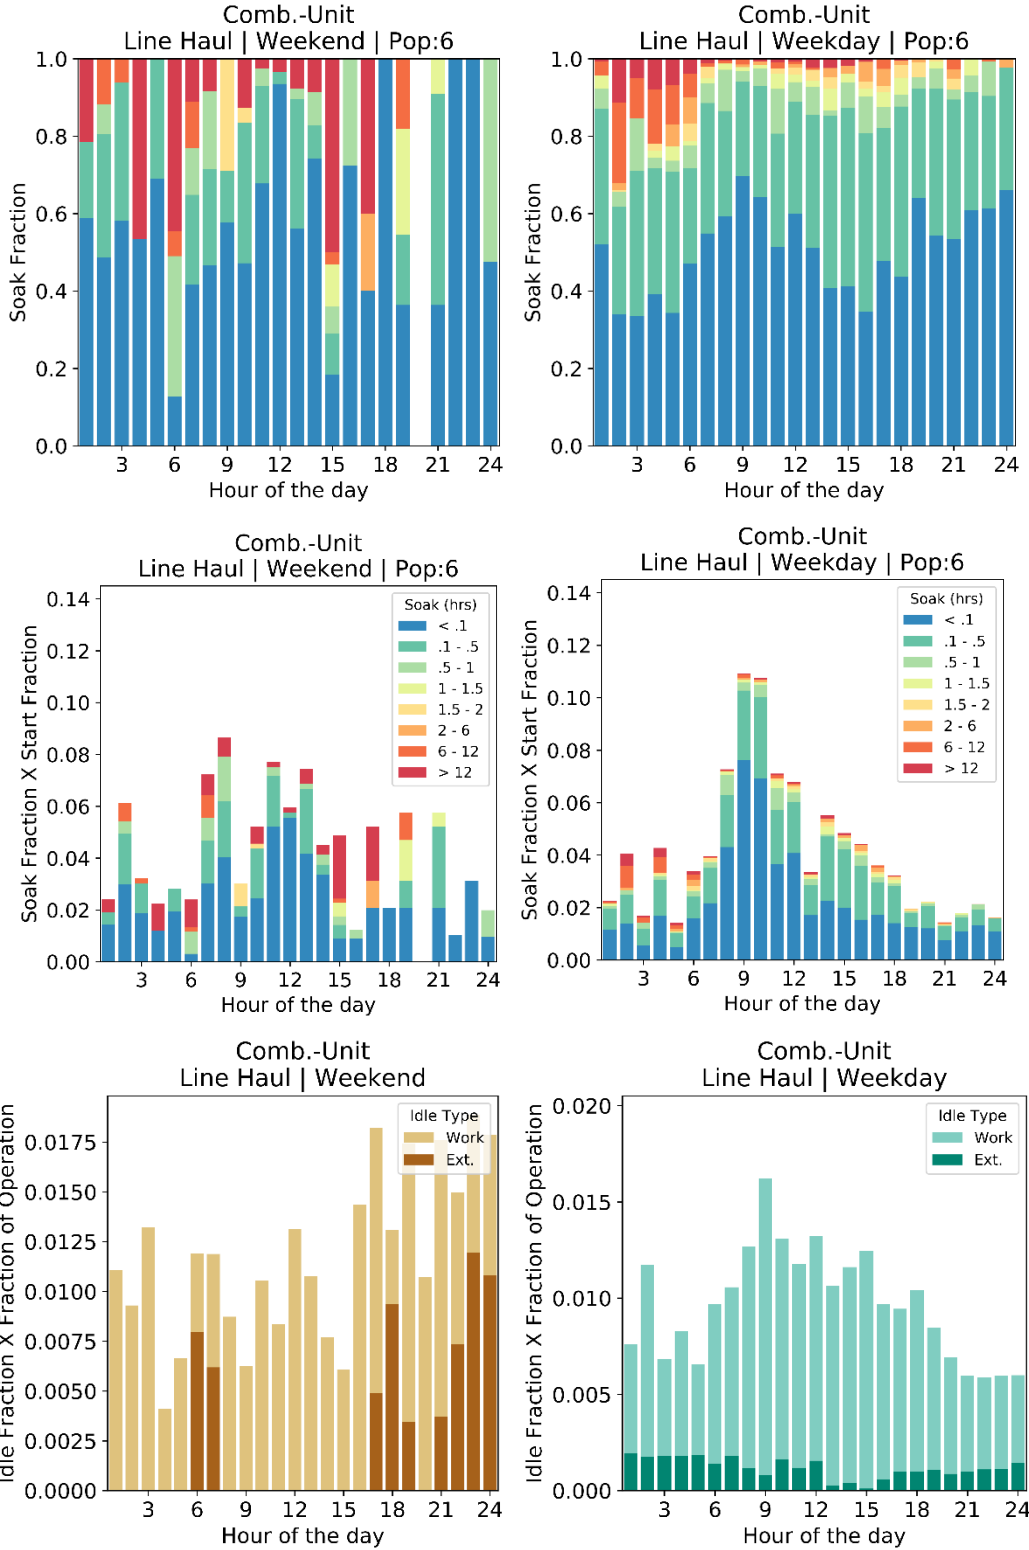 Comb.-Unit
Line Haul | Weekend | Pop:6
1.0
0.8
0.6
0.4
0.2
0.0
Soak Fraction
3 6 9 12 15 18 21 24
Hour of the day
Comb.-Unit
Line Haul | Weekday | Pop:6
1.0
0.8
0.6
0.4
0.2
0.0
Soak Fraction
3 6 9 12 15 18 21 24
Hour of the day
Comb.-Unit
Line Haul | Weekend | Pop:6
0.14
0.12
0.10
0.08
0.06
0.04
0.02
0.00
Soak Fraction X Start Fraction
Soak (hrs)
< .1
.1 - .5
.5 - 1
1 - 1.5
1.5 - 2
2 - 6
6 - 12
> 12
3 6 9 12 15 18 21 24
Hour of the day
Comb.-Unit
Line Haul | Weekday | Pop:6
0.14
0.12
0.10
0.08
0.06
0.04
0.02
0.00
Soak Fraction X Start Fraction
Soak (hrs)
< .1
.1 - .5
.5 - 1
1 - 1.5
1.5 - 2
2 - 6
6 - 12
> 12
3 6 9 12 15 18 21 24
Hour of the day
Comb.-Unit
Line Haul | Weekend
0.0175
0.0150
0.0125
0.0100
0.0075
0.0050
0.0025
0.0000
Idle Fraction X Fraction of Operation
Idle Type
Work
Ext.
3 6 9 12 15 18 21 24
Hour of the day
Comb.-Unit
Line Haul | Weekday
0.020
0.015
0.010
0.005
0.000
Idle Fraction X Fraction of Operation
Idle Type
Work
Ext.
3 6 9 12 15 18 21 24
Hour of the day